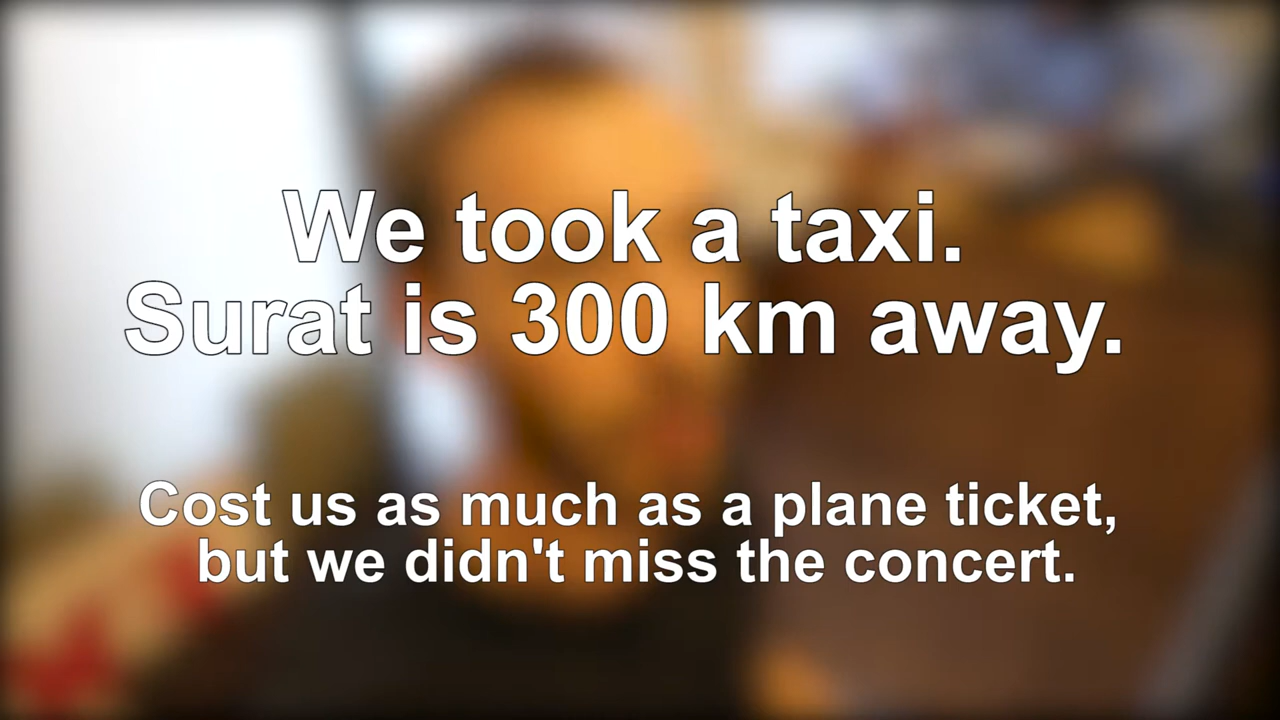 We took a taxi.
Surat is 300 km away.
Cost us as much as a plane ticket,
but we didn't miss the concert.